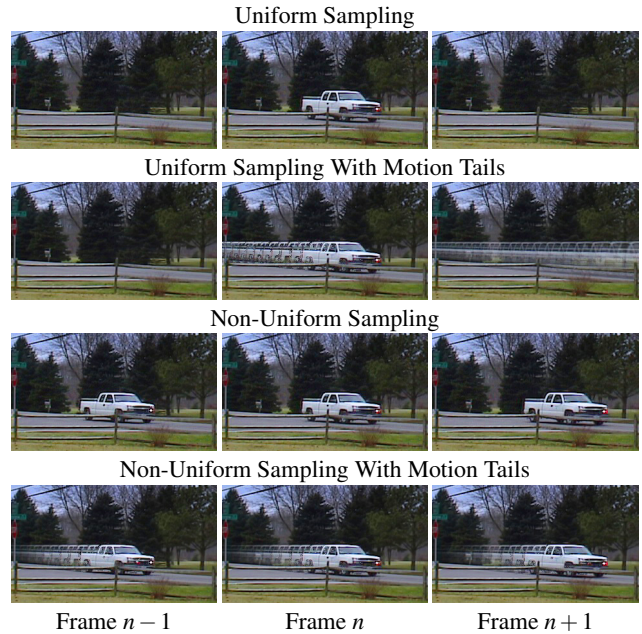 Uniform Sampling
Uniform Sampling With Motion Tails
Non-Uniform Sampling
Non-Uniform Sampling With Motion Tails
Frame n − 1
Frame n
Frame n + 1